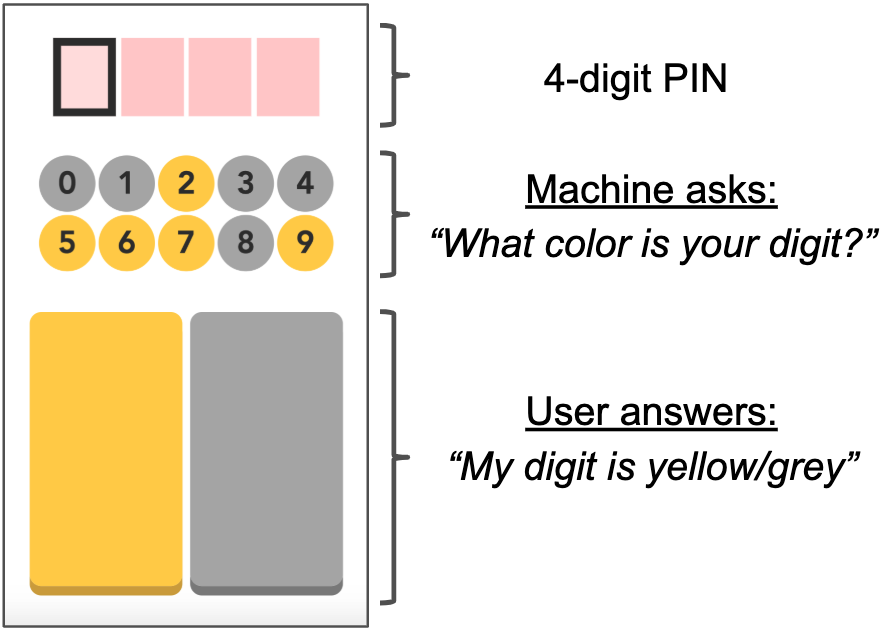 4-digit PIN
0 1 2 3 4
5 6 7 8 9
Machine asks:
“What color is your digit?”
User answers:
“My digit is yellow/grey”